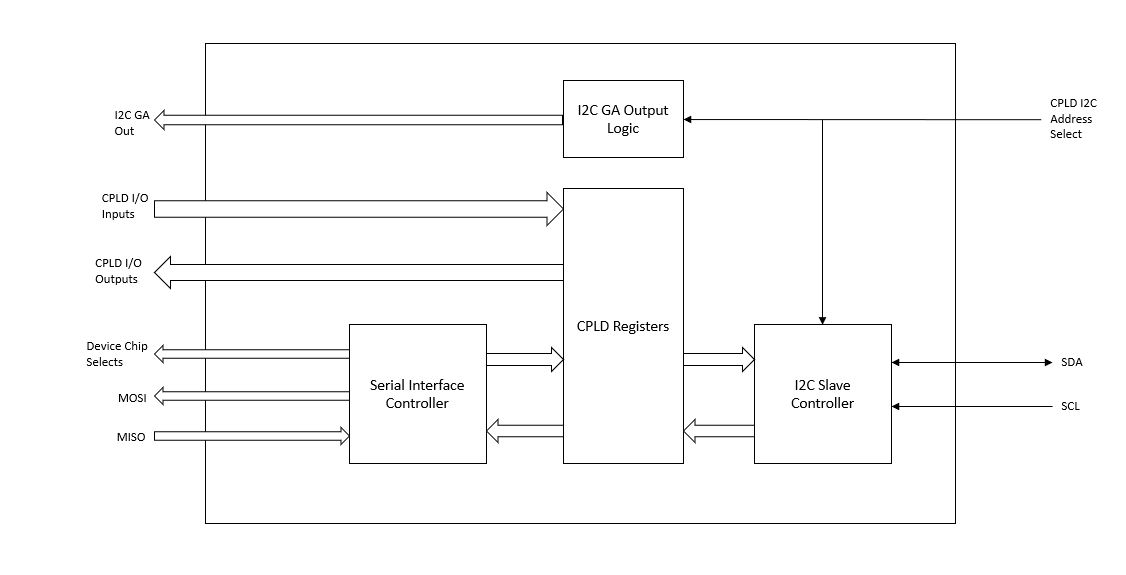 I2C GA
Out
I2C GA Output
Logic
CPLD I2C
Address
Select
CPLD I/O
Inputs
CPLD I/O
Outputs
CPLD Registers
Device Chip
Selects
MOSI
MISO
Serial Interface
Controller
I2C Slave
Controller
SDA
SCL